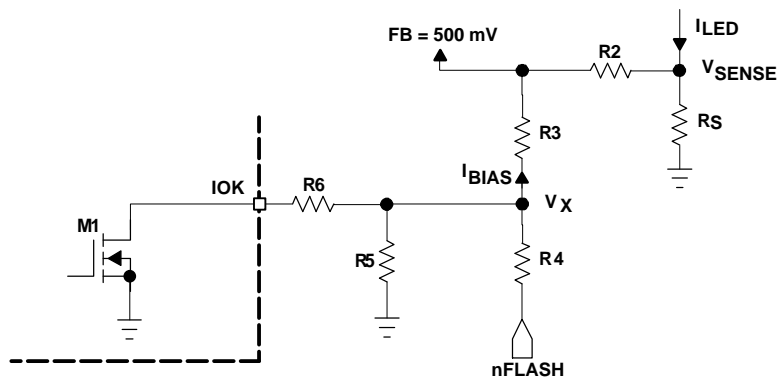 ILED
FB = 500 mV
R2
VSENSE
R3
RS
IOK
R6
IBIAS
VX
M1
R5
R4
nFLASH